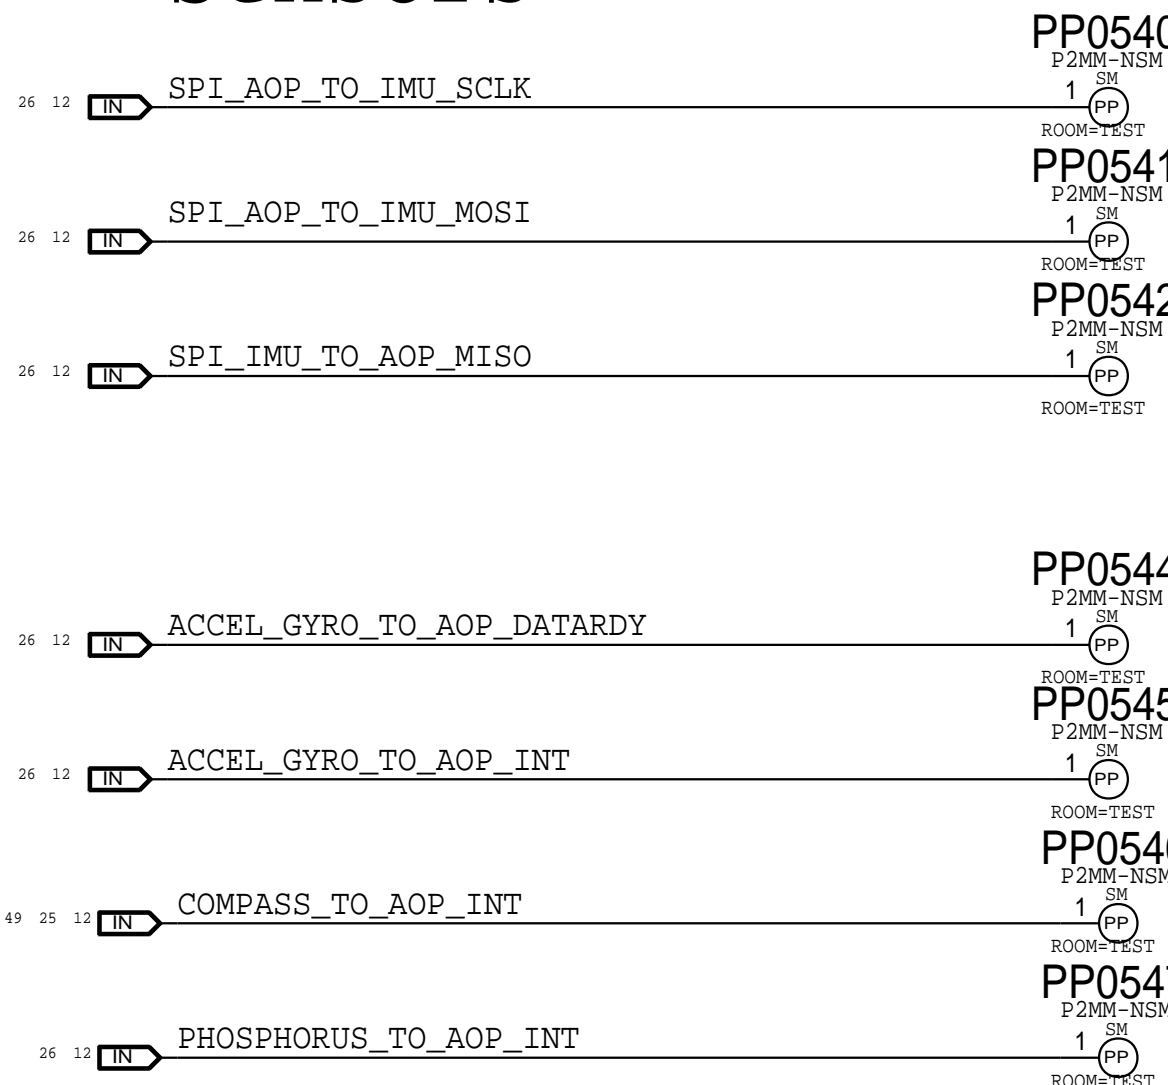 PP0540
P2MM-NSM
SM
26 12 IN SPI_AOP_TO_IMU_SCLK 1 PP
ROOM=TEST
PP0541
P2MM-NSM
SM
26 12 IN SPI_AOP_TO_IMU_MOSI 1 PP
ROOM=TEST
PP0542
P2MM-NSM
SM
26 12 IN SPI_IMU_TO_AOP_MISO 1 PP
ROOM=TEST
PP0544
P2MM-NSM
SM
26 12 IN ACCEL_GYRO_TO_AOP_DATARDY 1 PP
ROOM=TEST
PP0545
P2MM-NSM
SM
26 12 IN ACCEL_GYRO_TO_AOP_INT 1 PP
ROOM=TEST
PP0546
P2MM-NSM
SM
49 25 12 IN COMPASS_TO_AOP_INT 1 PP
ROOM=TEST
PP0547
P2MM-NSM
SM
26 12 IN PHOSPHORUS_TO_AOP_INT 1 PP
ROOM=TEST